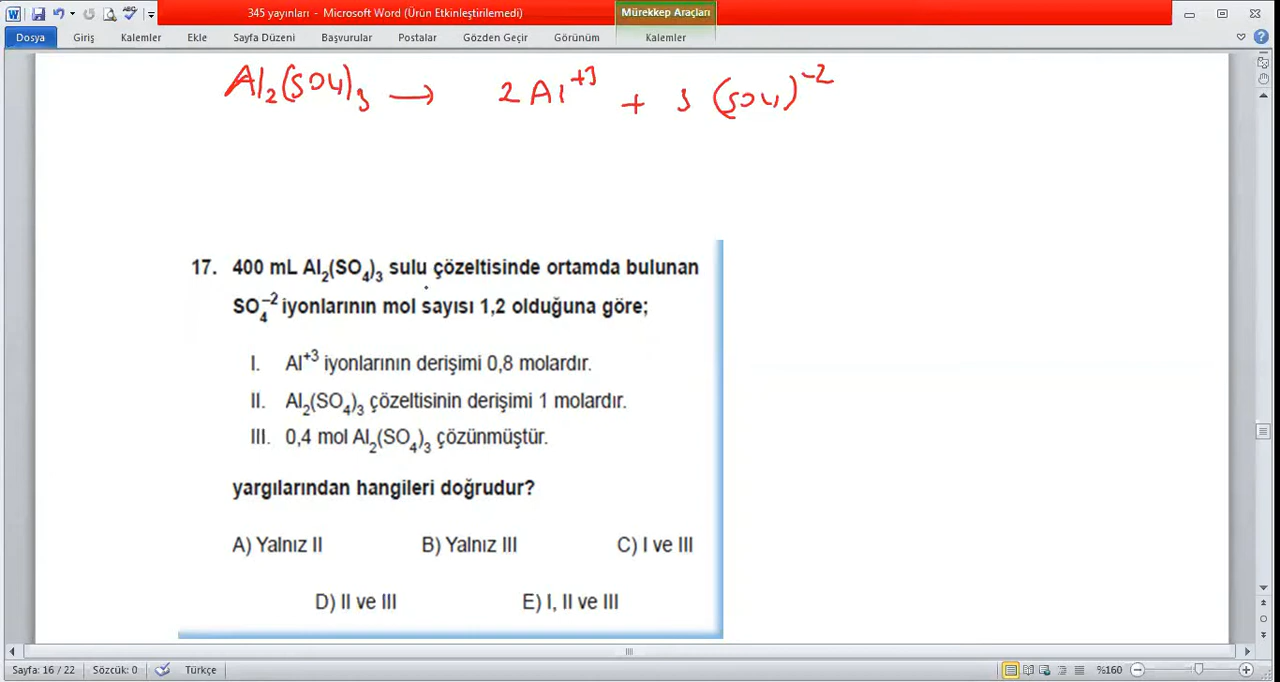 345 yayınları - Microsoft Word (Ürün Etkinleştirilemedi)
Mürekkep Araçları
Dosya Giriş Kalemler Ekle Sayfa Düzeni Başvurular Postalar Gözden Geçir Görünüm Kalemler
Al₂(SO4)₃ → 2Al⁺³ + 3 (SO4)⁻²
17. 400 mL Al₂(SO₄)₃ sulu çözeltisinde ortamda bulunan
SO₄⁻² iyonlarının mol sayısı 1,2 olduğuna göre;
I. Al⁺³ iyonlarının derişimi 0,8 molardır.
II. Al₂(SO₄)₃ çözeltisinin derişimi 1 molardır.
III. 0,4 mol Al₂(SO₄)₃ çözünmüştür.
yargılarından hangileri doğrudur?
A) Yalnız II B) Yalnız III C) I ve III
D) II ve III E) I, II ve III
Sayfa: 16 / 22 Sözcük: 0 Türkçe %160